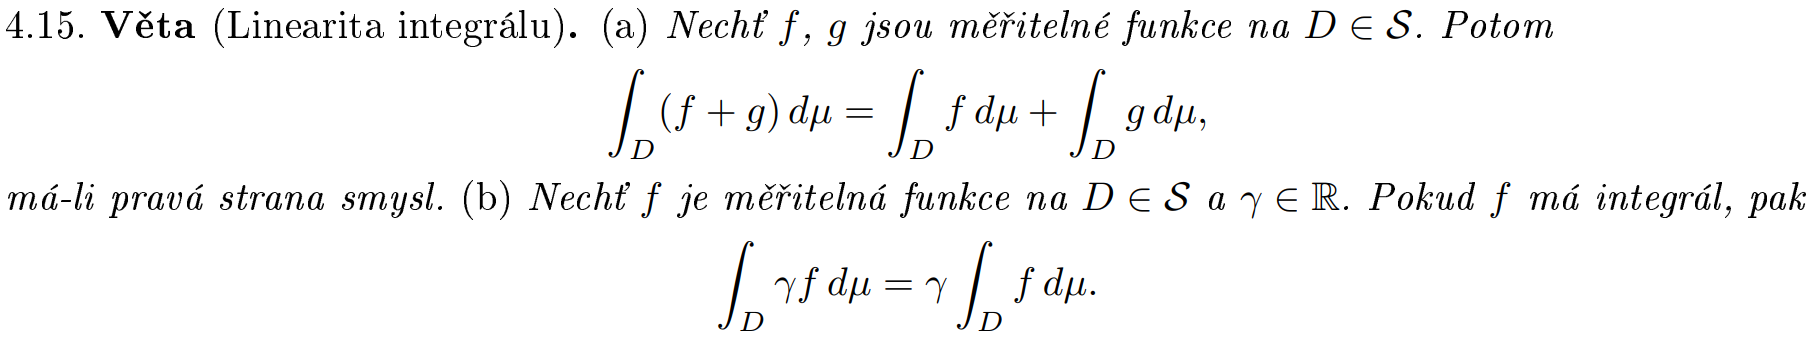 4.15. Věta (Linearita integrálu). (a) Nechť f, g jsou měřitelné funkce na D ∈ 𝒮. Potom
∫_D (f + g) dμ = ∫_D f dμ + ∫_D g dμ,
má-li pravá strana smysl. (b) Nechť f je měřitelná funkce na D ∈ 𝒮 a γ ∈ ℝ. Pokud f má integrál, pak
∫_D γf dμ = γ ∫_D f dμ.